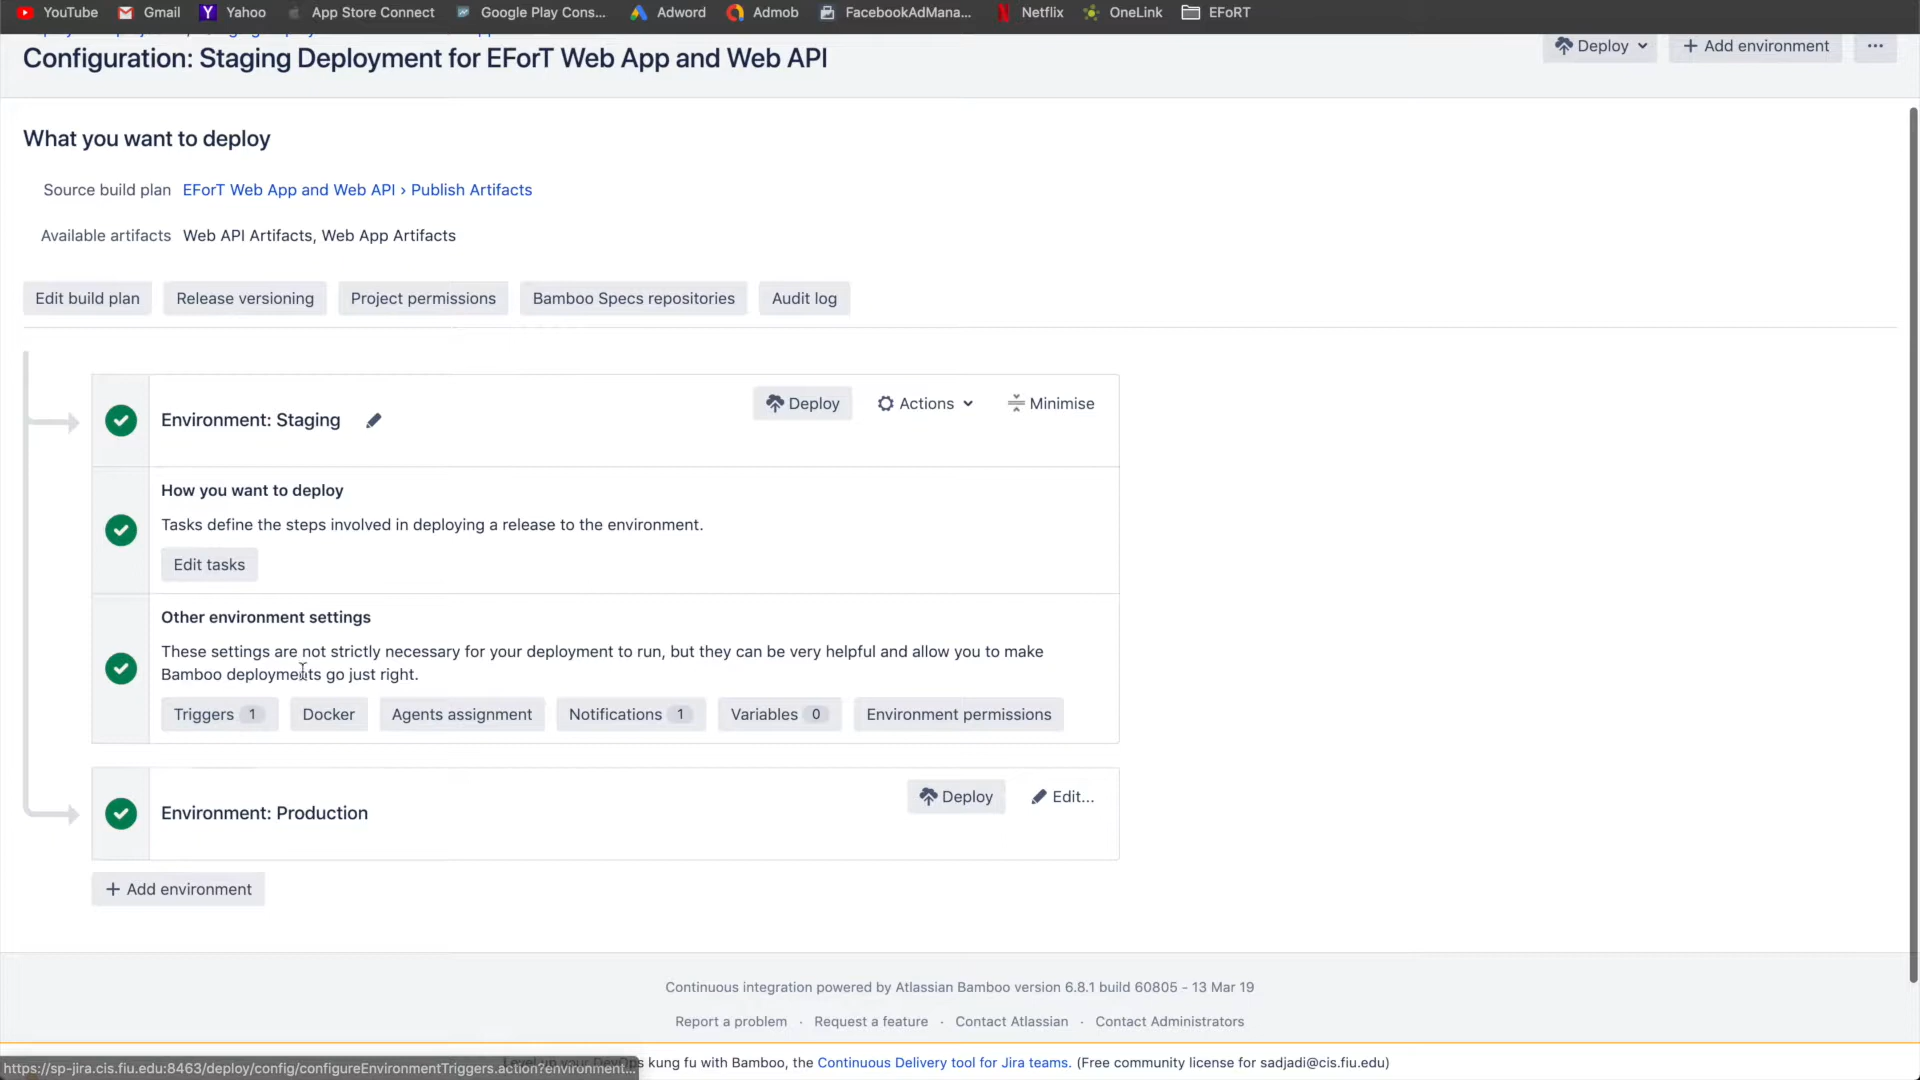 YouTube Gmail Yahoo App Store Connect Google Play Cons... Adword Admob FacebookAdMana... Netflix OneLink EFoRT
Configuration: Staging Deployment for EForT Web App and Web API
Deploy Add environment ...
What you want to deploy
Source build plan EForT Web App and Web API › Publish Artifacts
Available artifacts Web API Artifacts, Web App Artifacts
Edit build plan Release versioning Project permissions Bamboo Specs repositories Audit log
Environment: Staging Deploy Actions Minimise
How you want to deploy
Tasks define the steps involved in deploying a release to the environment.
Edit tasks
Other environment settings
These settings are not strictly necessary for your deployment to run, but they can be very helpful and allow you to make
Bamboo deployments go just right.
Triggers 1 Docker Agents assignment Notifications 1 Variables 0 Environment permissions
Environment: Production Deploy Edit...
+ Add environment
Continuous integration powered by Atlassian Bamboo version 6.8.1 build 60805 - 13 Mar 19
Report a problem · Request a feature · Contact Atlassian · Contact Administrators
kung fu with Bamboo, the Continuous Delivery tool for Jira teams. (Free community license for sadjadi@cis.fiu.edu)
https://sp-jira.cis.fiu.edu:8463/deploy/config/configureEnvironmentTriggers.action?environment...